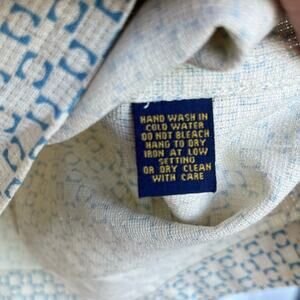 HAND WASH IN
COLD WATER
DO NOT BLEACH
HANG TO DRY
IRON AT LOW
SETTING
OR DRY CLEAN
WITH CARE